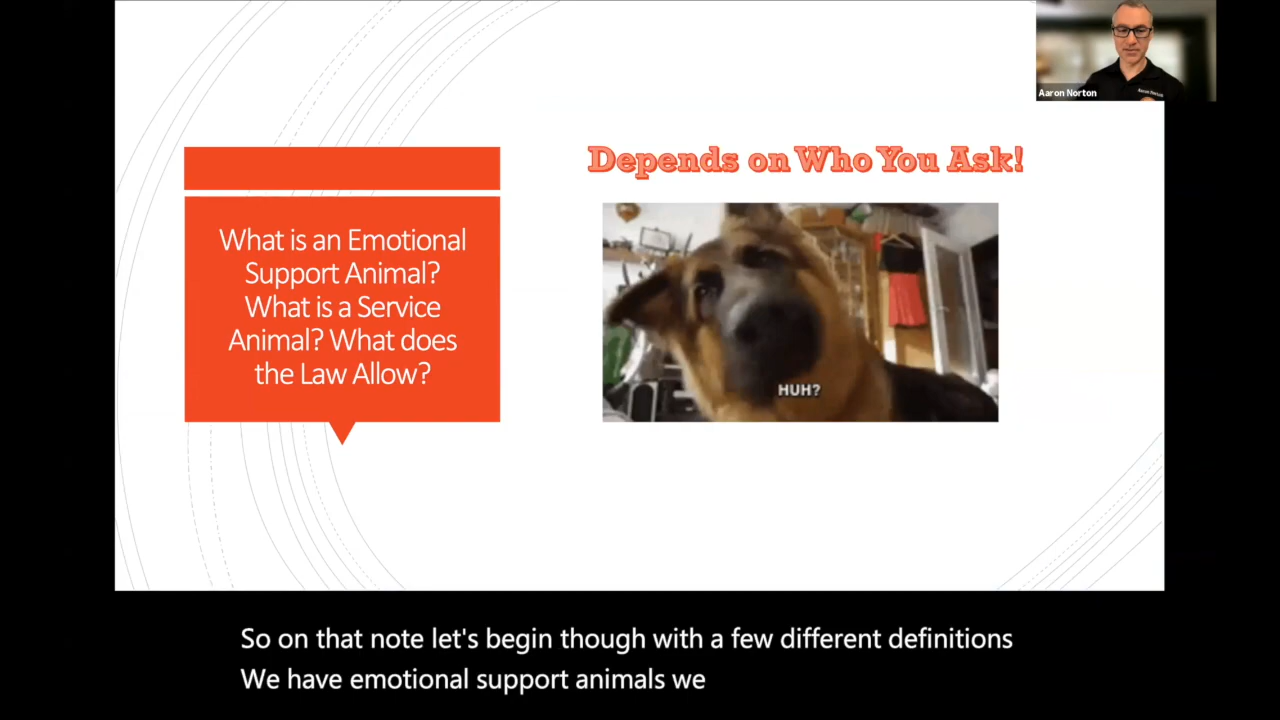 Aaron Norton
Depends on Who You Ask!
What is an Emotional
Support Animal?
What is a Service
Animal? What does
the Law Allow?
HUH?
So on that note let's begin though with a few different definitions
We have emotional support animals we